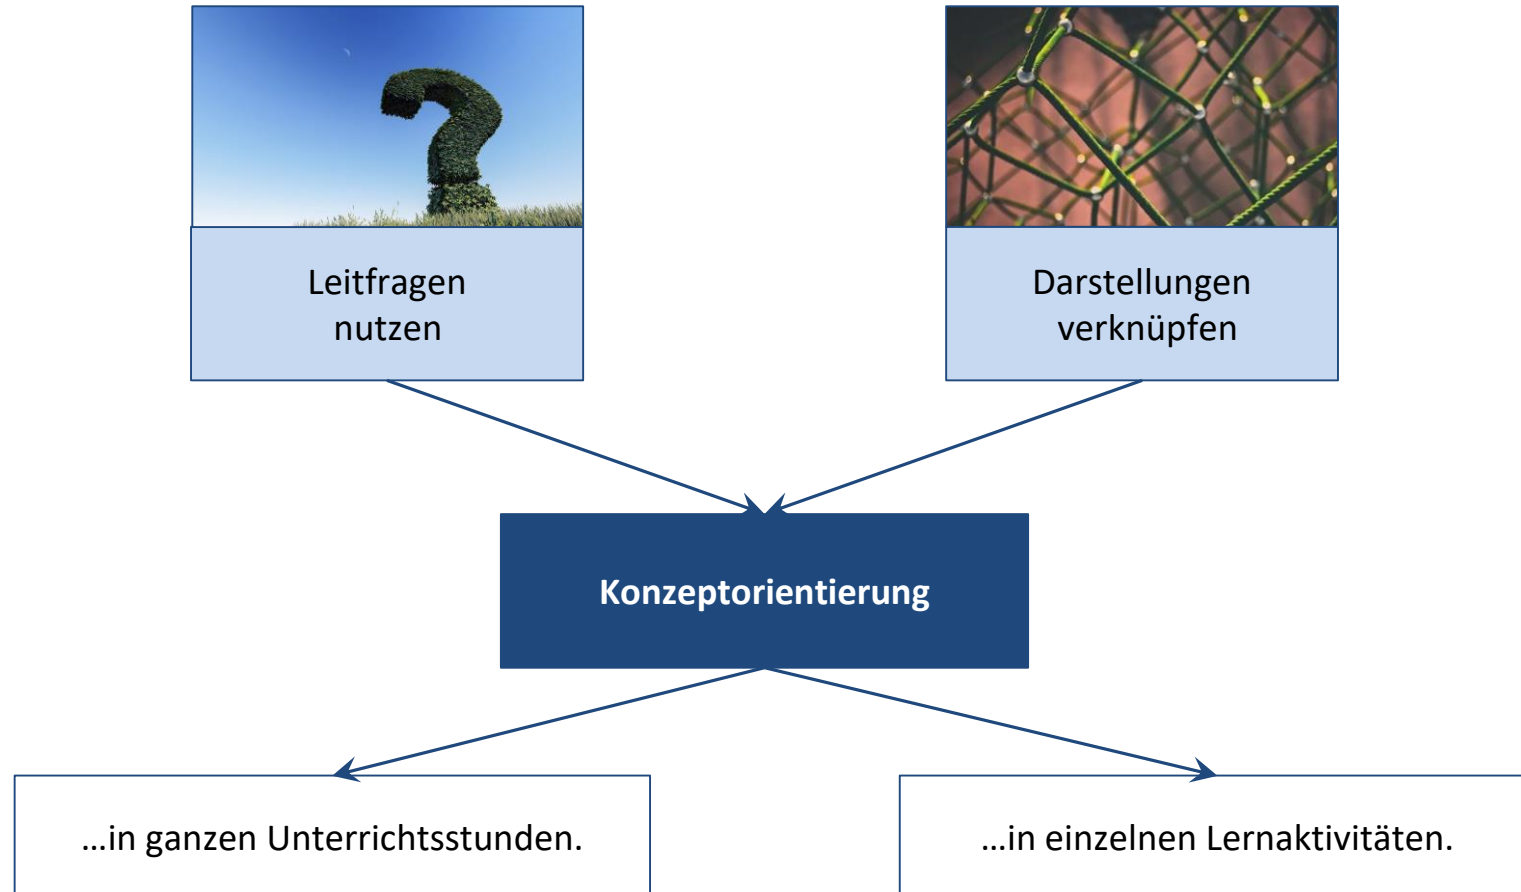 Leitfragen
nutzen
Darstellungen
verknüpfen
Konzeptorientierung
…in ganzen Unterrichtsstunden.
…in einzelnen Lernaktivitäten.